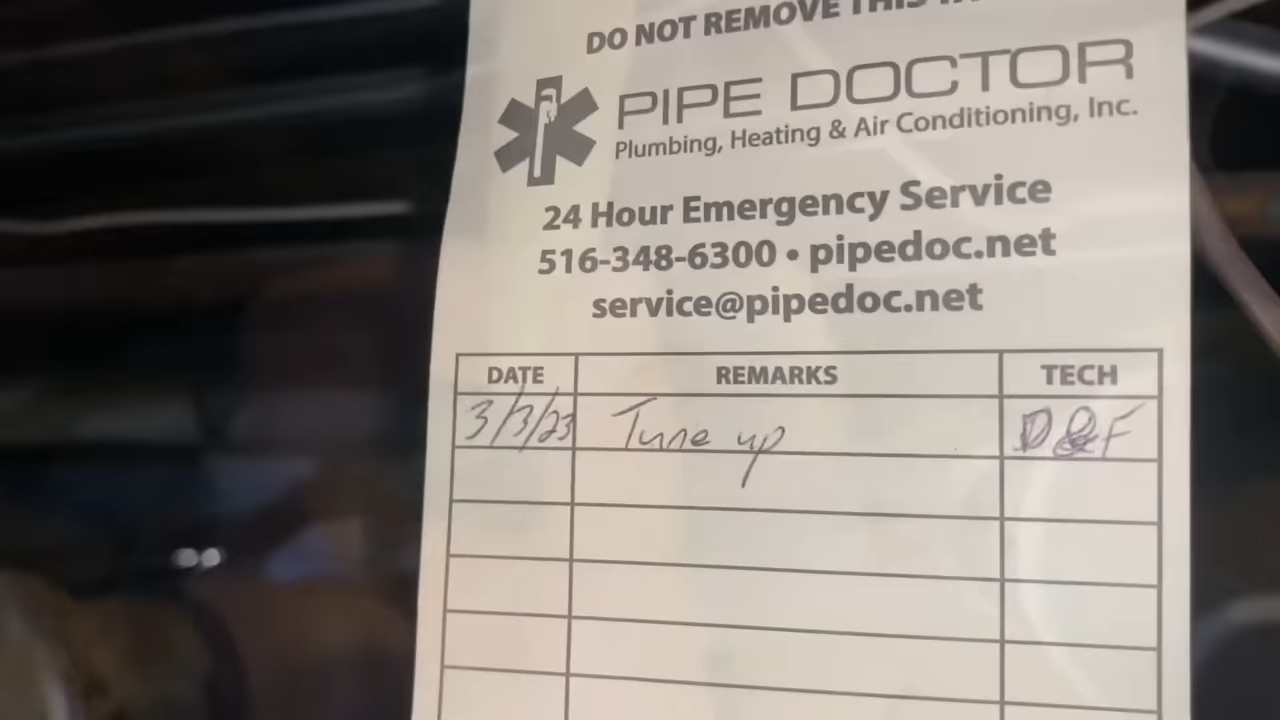 DO NOT REMOVE THIS
PIPE DOCTOR
Plumbing, Heating & Air Conditioning, Inc.
24 Hour Emergency Service
516-348-6300 • pipedoc.net
service@pipedoc.net
DATE REMARKS TECH
3/3/23 Tune up D&F